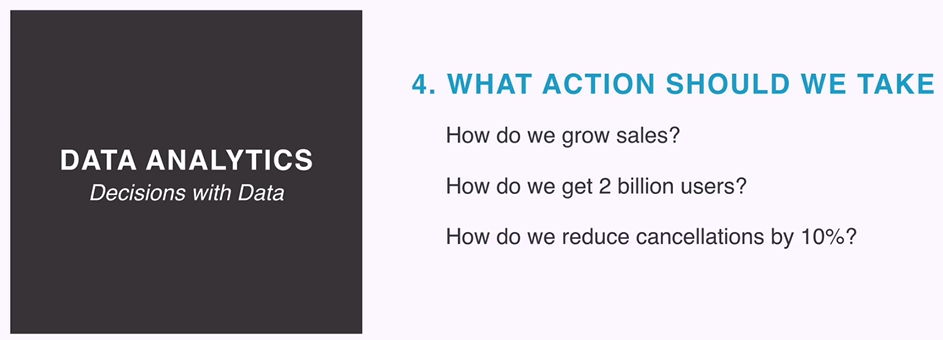 DATA ANALYTICS
Decisions with Data
4. WHAT ACTION SHOULD WE TAKE
How do we grow sales?
How do we get 2 billion users?
How do we reduce cancellations by 10%?